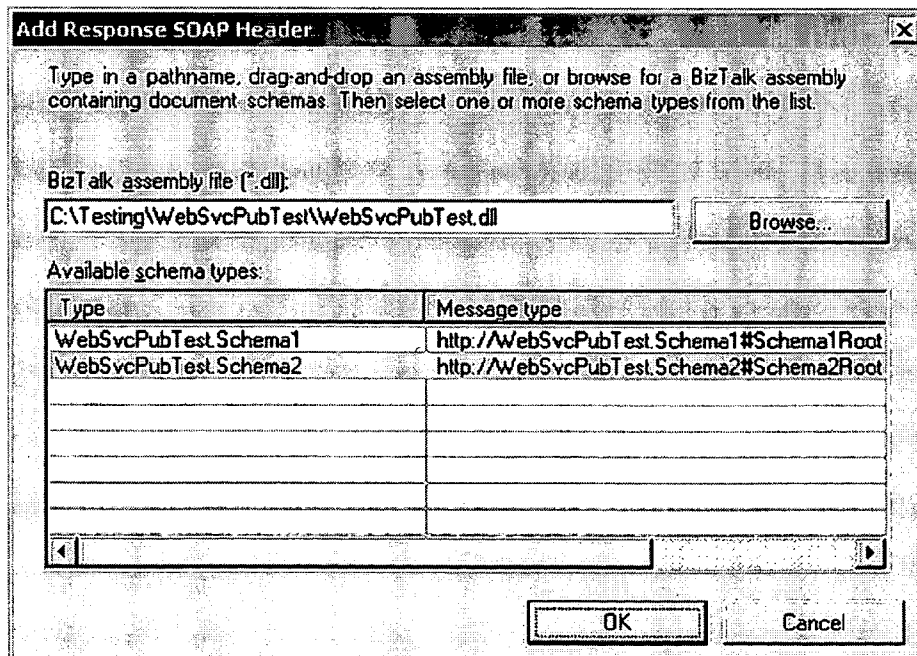 Add Response SOAP Header
Type in a pathname, drag-and-drop an assembly file, or browse for a BizTalk assembly
containing document schemas. Then select one or more schema types from the list.
BizTalk assembly file (*.dll):
C:\Testing\WebSvcPubTest\WebSvcPubTest.dll
Browse...
Available schema types:
Type Message type
WebSvcPubTest.Schema1 http://WebSvcPubTest.Schema1#Schema1Root
WebSvcPubTest.Schema2 http://WebSvcPubTest.Schema2#Schema2Root
OK Cancel